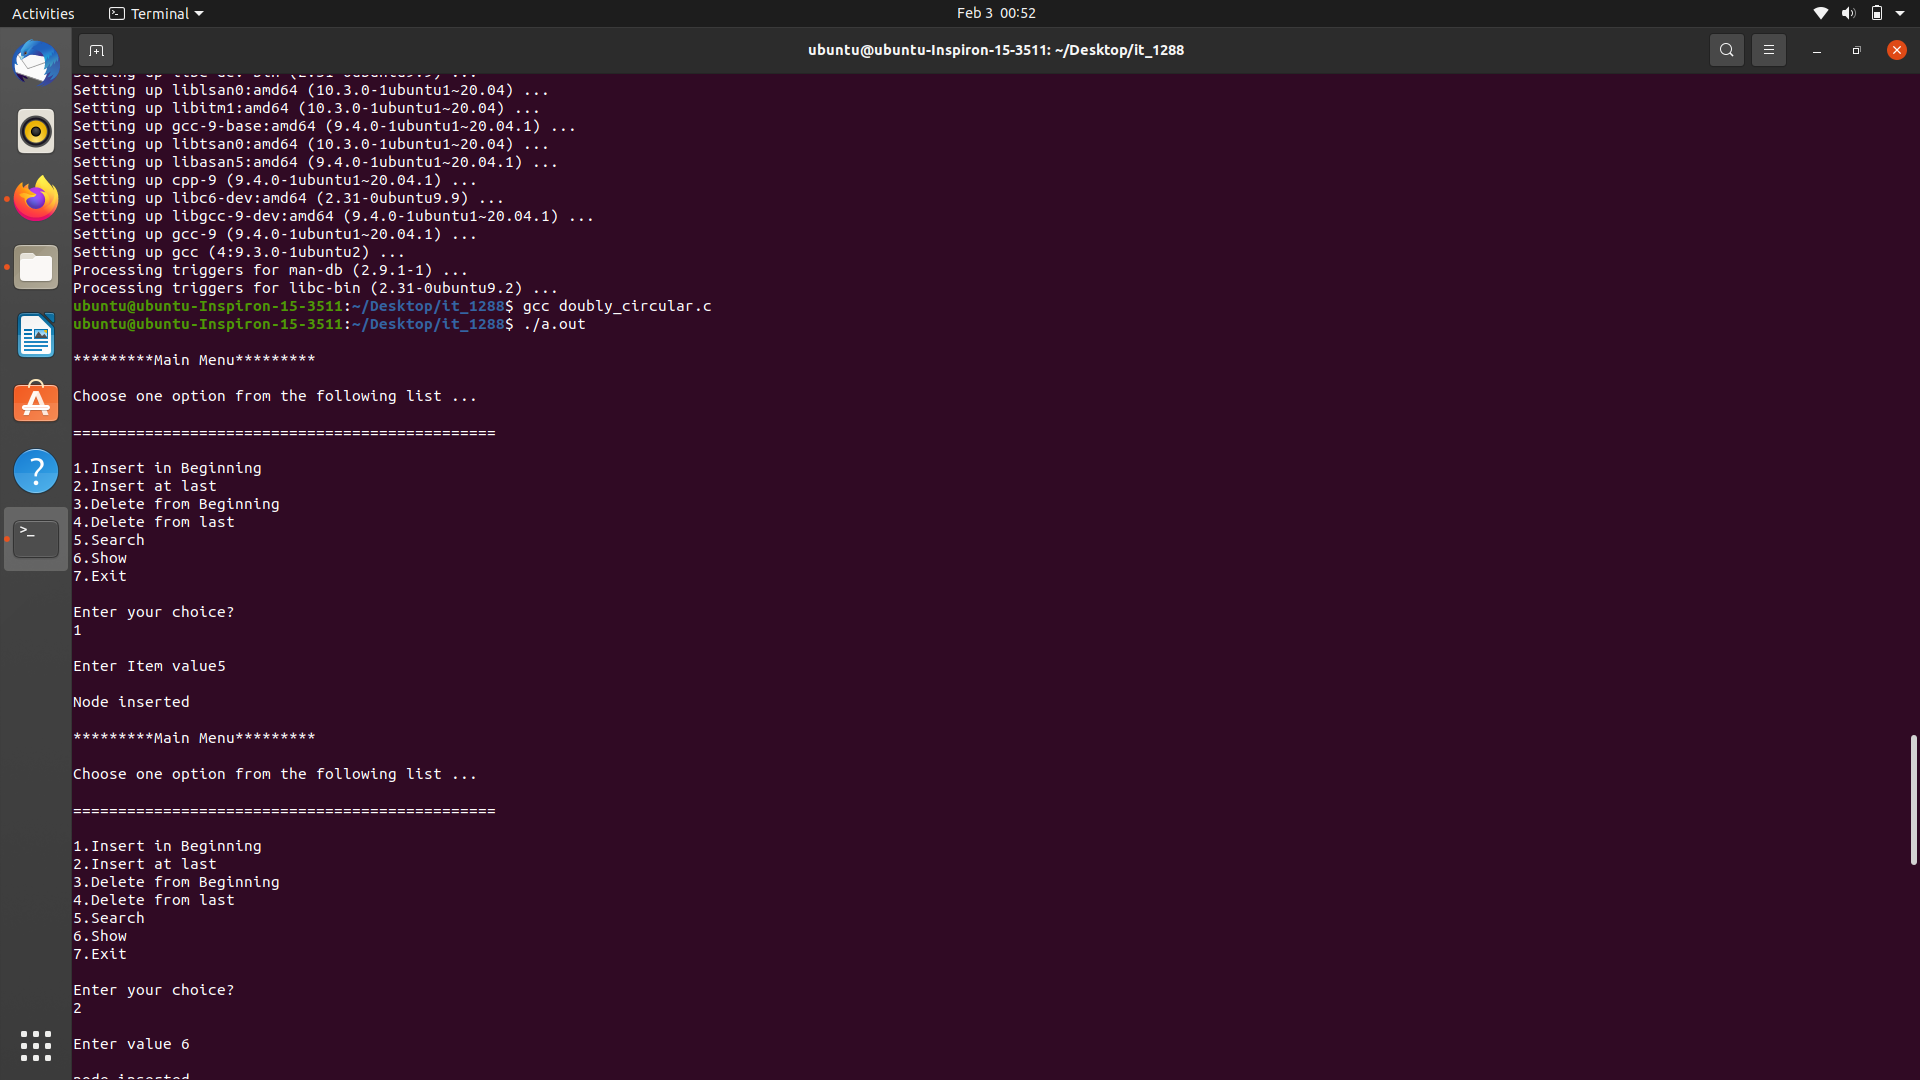 Activities
Terminal
Feb 3 00:52
ubuntu@ubuntu-Inspiron-15-3511: ~/Desktop/it_1288
Setting up libc-dev-bin (2.31-0ubuntu9.9) ...
Setting up liblsan0:amd64 (10.3.0-1ubuntu1~20.04) ...
Setting up libitm1:amd64 (10.3.0-1ubuntu1~20.04) ...
Setting up gcc-9-base:amd64 (9.4.0-1ubuntu1~20.04.1) ...
Setting up libtsan0:amd64 (10.3.0-1ubuntu1~20.04) ...
Setting up libasan5:amd64 (9.4.0-1ubuntu1~20.04.1) ...
Setting up cpp-9 (9.4.0-1ubuntu1~20.04.1) ...
Setting up libc6-dev:amd64 (2.31-0ubuntu9.9) ...
Setting up libgcc-9-dev:amd64 (9.4.0-1ubuntu1~20.04.1) ...
Setting up gcc-9 (9.4.0-1ubuntu1~20.04.1) ...
Setting up gcc (4:9.3.0-1ubuntu2) ...
Processing triggers for man-db (2.9.1-1) ...
Processing triggers for libc-bin (2.31-0ubuntu9.2) ...
ubuntu@ubuntu-Inspiron-15-3511:~/Desktop/it_1288$ gcc doubly_circular.c
ubuntu@ubuntu-Inspiron-15-3511:~/Desktop/it_1288$ ./a.out
*********Main Menu*********
Choose one option from the following list ...
===============================================
1.Insert in Beginning
2.Insert at last
3.Delete from Beginning
4.Delete from last
5.Search
6.Show
7.Exit
Enter your choice?
1
Enter Item value5
Node inserted
*********Main Menu*********
Choose one option from the following list ...
===============================================
1.Insert in Beginning
2.Insert at last
3.Delete from Beginning
4.Delete from last
5.Search
6.Show
7.Exit
Enter your choice?
2
Enter value 6
node inserted